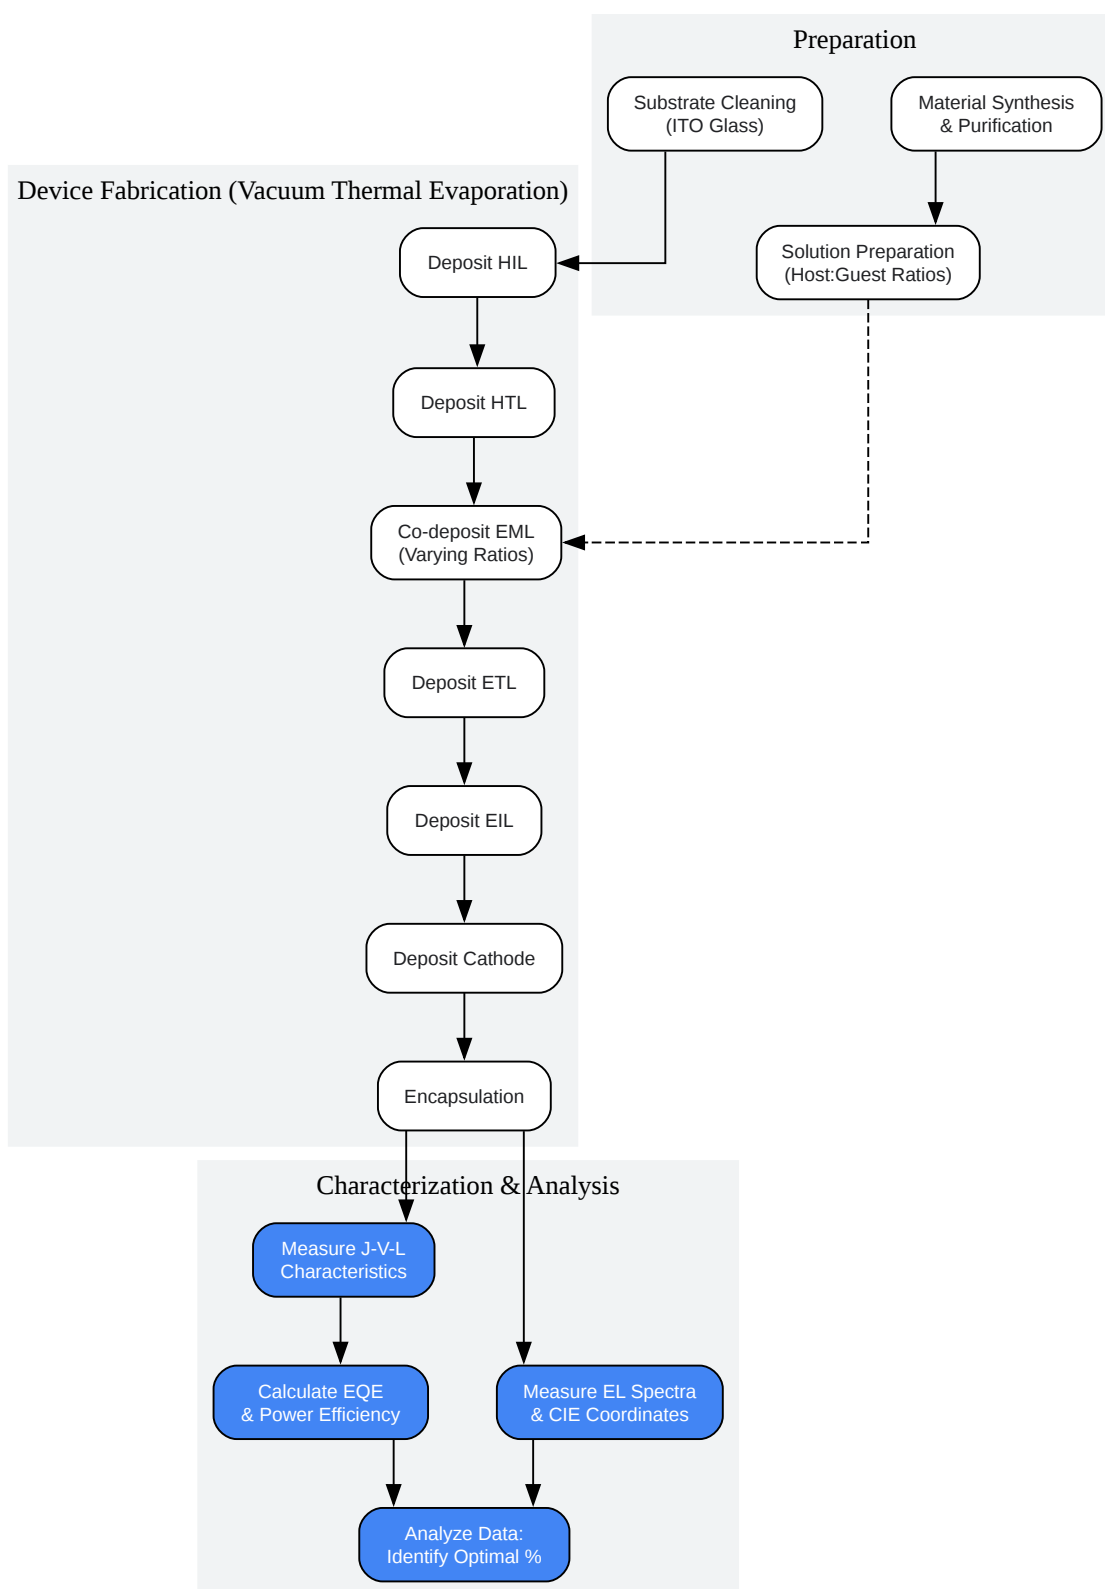 Preparation
Substrate Cleaning
(ITO Glass)
Material Synthesis
& Purification
Solution Preparation
(Host:Guest Ratios)
Device Fabrication (Vacuum Thermal Evaporation)
Deposit HIL
Deposit HTL
Co-deposit EML
(Varying Ratios)
Deposit ETL
Deposit EIL
Deposit Cathode
Encapsulation
Characterization & Analysis
Measure J-V-L
Characteristics
Calculate EQE
& Power Efficiency
Measure EL Spectra
& CIE Coordinates
Analyze Data:
Identify Optimal %